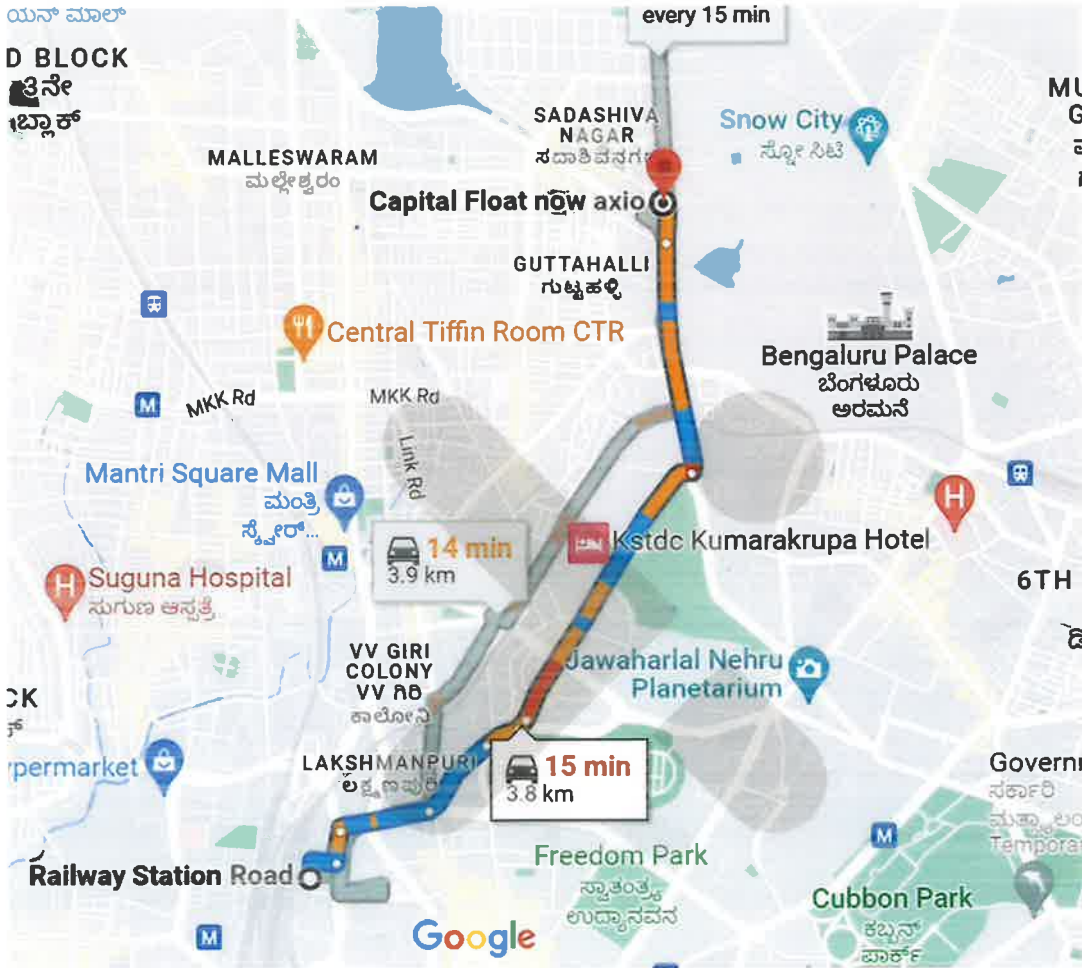 ಯನ್ ಮಾಲ್
every 15 min
D BLOCK
3ನೇ
ಬ್ಲಾಕ್
SADASHIVA
NAGAR
ಸದಾಶಿವನಗರ
Snow City
ಸ್ನೋ ಸಿಟಿ
MU
G
MALLESWARAM
ಮಲ್ಲೇಶ್ವರಂ
Capital Float now axio
GUTTAHALLI
ಗುಟ್ಟಹಳ್ಳಿ
Central Tiffin Room CTR
Bengaluru Palace
ಬೆಂಗಳೂರು
ಅರಮನೆ
M
MKK Rd
MKK Rd
Link Rd
Mantri Square Mall
ಮಂತ್ರಿ
ಸ್ಕ್ವೇರ್...
H
14 min
3.9 km
Kstdc Kumarakrupa Hotel
M
H
Suguna Hospital
ಸುಗುಣ ಆಸ್ಪತ್ರೆ
6TH
VV GIRI
COLONY
VV ಗಿರಿ
ಕಾಲೋನಿ
Jawaharlal Nehru
Planetarium
CK
LAKSHMANPURI
15 min
3.8 km
ypermarket
Governm
ಸರ್ಕಾರಿ
Temporar
M
Freedom Park
ಸ್ವಾತಂತ್ರ್ಯ
ಉದ್ಯಾನವನ
Railway Station Road
Cubbon Park
ಕಬ್ಬನ್
ಪಾರ್ಕ್
M
Google